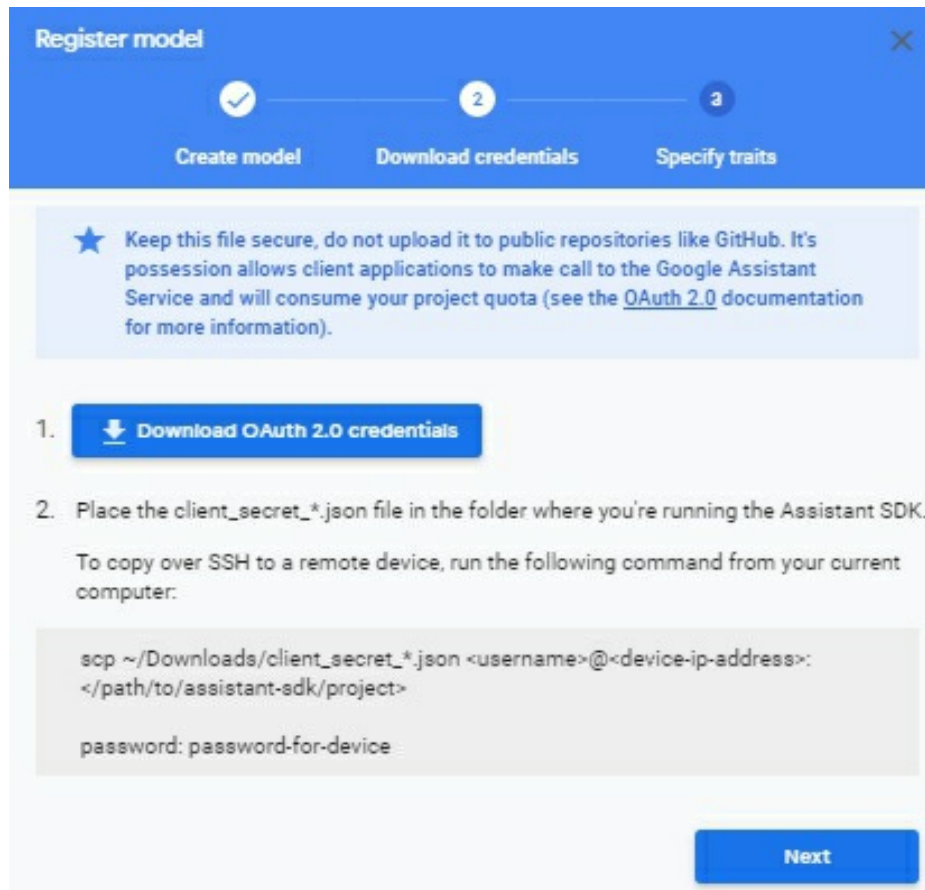 Register model
2
3
Create model
Download credentials
Specify traits
Keep this file secure, do not upload it to public repositories like GitHub. It's
possession allows client applications to make call to the Google Assistant
Service and will consume your project quota (see the OAuth 2.0 documentation
for more information).
1. Download OAuth 2.0 credentials
2. Place the client_secret_*.json file in the folder where you're running the Assistant SDK.
To copy over SSH to a remote device, run the following command from your current
computer:
scp ~/Downloads/client_secret_*.json <username>@<device-ip-address>:
</path/to/assistant-sdk/project>
password: password-for-device
Next